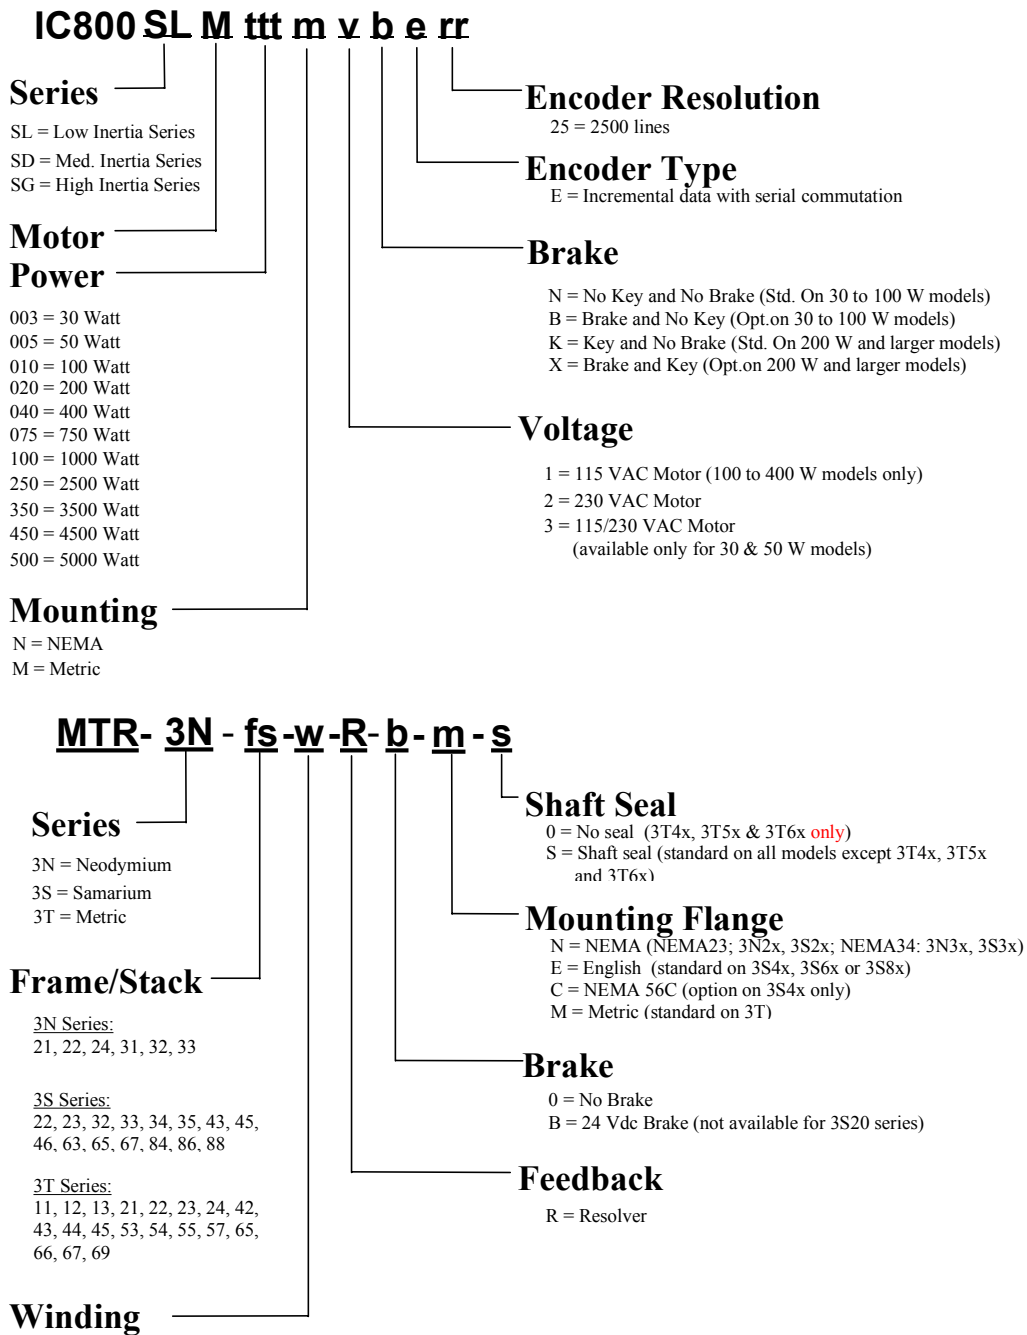 IC800 SL M ttt m v b e rr
Series
SL = Low Inertia Series
SD = Med. Inertia Series
SG = High Inertia Series
Motor
Power
003 = 30 Watt
005 = 50 Watt
010 = 100 Watt
020 = 200 Watt
040 = 400 Watt
075 = 750 Watt
100 = 1000 Watt
250 = 2500 Watt
350 = 3500 Watt
450 = 4500 Watt
500 = 5000 Watt
Mounting
N = NEMA
M = Metric
Encoder Resolution
25 = 2500 lines
Encoder Type
E = Incremental data with serial commutation
Brake
N = No Key and No Brake (Std. On 30 to 100 W models)
B = Brake and No Key (Opt.on 30 to 100 W models)
K = Key and No Brake (Std. On 200 W and larger models)
X = Brake and Key (Opt.on 200 W and larger models)
Voltage
1 = 115 VAC Motor (100 to 400 W models only)
2 = 230 VAC Motor
3 = 115/230 VAC Motor
(available only for 30 & 50 W models)
MTR- 3N - fs -w -R- b - m - s
Series
3N = Neodymium
3S = Samarium
3T = Metric
Frame/Stack
3N Series:
21, 22, 24, 31, 32, 33
3S Series:
22, 23, 32, 33, 34, 35, 43, 45,
46, 63, 65, 67, 84, 86, 88
3T Series:
11, 12, 13, 21, 22, 23, 24, 42,
43, 44, 45, 53, 54, 55, 57, 65,
66, 67, 69
Winding
Shaft Seal
0 = No seal (3T4x, 3T5x & 3T6x only)
S = Shaft seal (standard on all models except 3T4x, 3T5x
and 3T6x)
Mounting Flange
N = NEMA (NEMA23; 3N2x, 3S2x; NEMA34: 3N3x, 3S3x)
E = English (standard on 3S4x, 3S6x or 3S8x)
C = NEMA 56C (option on 3S4x only)
M = Metric (standard on 3T)
Brake
0 = No Brake
B = 24 Vdc Brake (not available for 3S20 series)
Feedback
R = Resolver